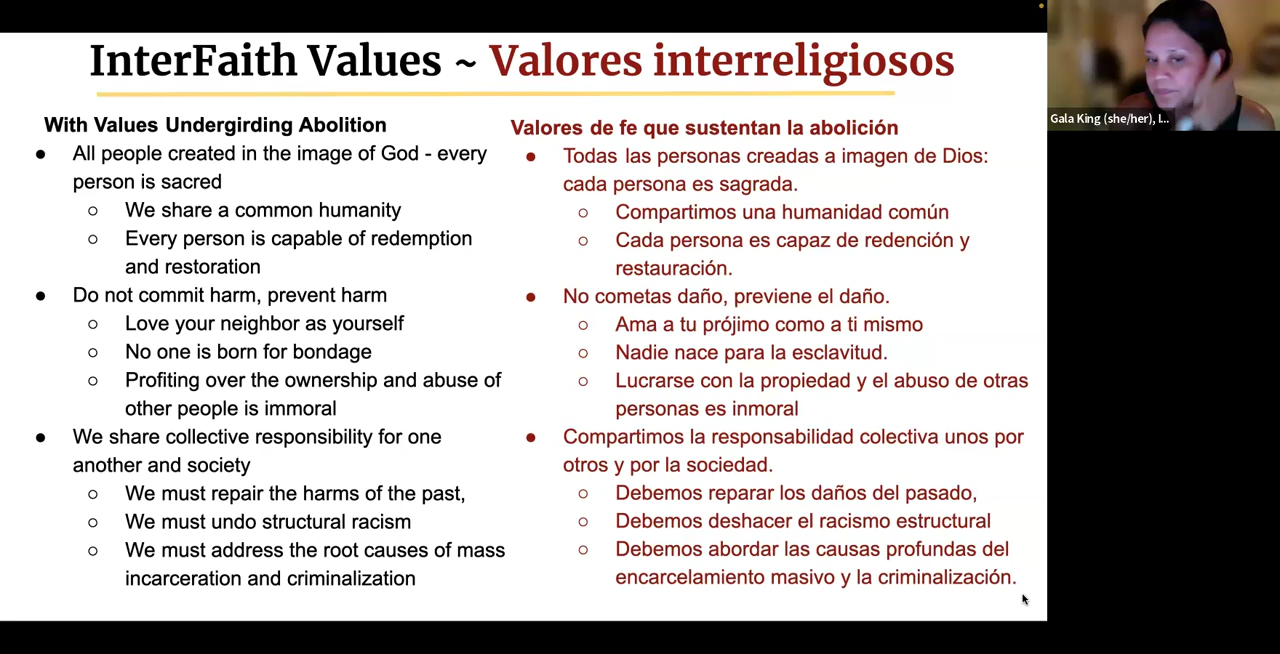 InterFaith Values ~ Valores interreligiosos
With Values Undergirding Abolition
● All people created in the image of God - every
person is sacred
○ We share a common humanity
○ Every person is capable of redemption
and restoration
● Do not commit harm, prevent harm
○ Love your neighbor as yourself
○ No one is born for bondage
○ Profiting over the ownership and abuse of
other people is immoral
● We share collective responsibility for one
another and society
○ We must repair the harms of the past,
○ We must undo structural racism
○ We must address the root causes of mass
incarceration and criminalization
Valores de fe que sustentan la abolición
● Todas las personas creadas a imagen de Dios:
cada persona es sagrada.
○ Compartimos una humanidad común
○ Cada persona es capaz de redención y
restauración.
● No cometas daño, previene el daño.
○ Ama a tu prójimo como a ti mismo
○ Nadie nace para la esclavitud.
○ Lucrarse con la propiedad y el abuso de otras
personas es inmoral
● Compartimos la responsabilidad colectiva unos por
otros y por la sociedad.
○ Debemos reparar los daños del pasado,
○ Debemos deshacer el racismo estructural
○ Debemos abordar las causas profundas del
encarcelamiento masivo y la criminalización.
Gala King (she/her), I...